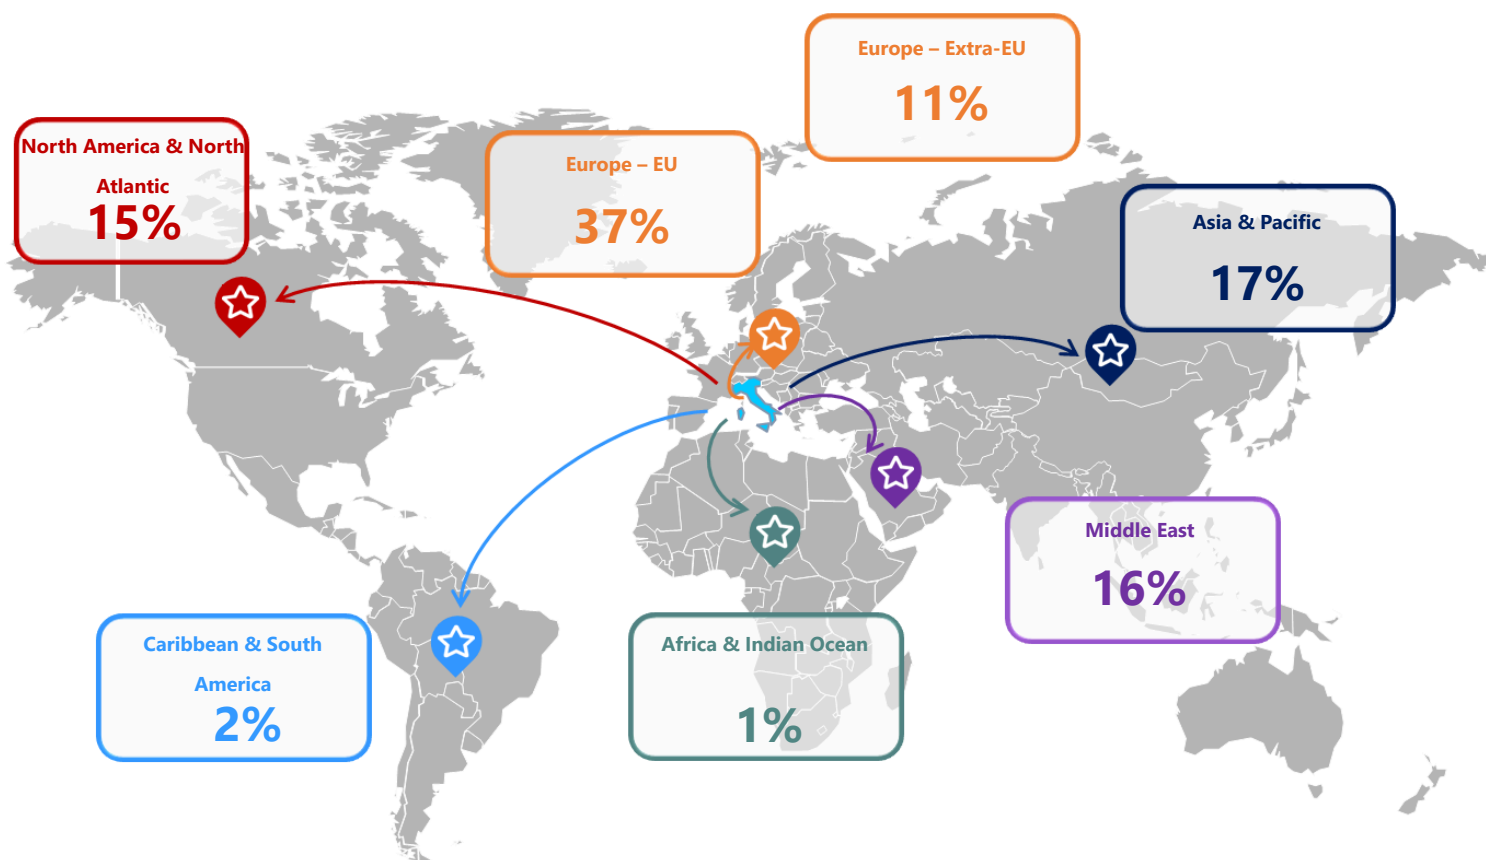 Europe – Extra-EU
11%
North America & North
Atlantic
15%
Europe – EU
37%
Asia & Pacific
17%
Middle East
16%
Caribbean & South
America
2%
Africa & Indian Ocean
1%